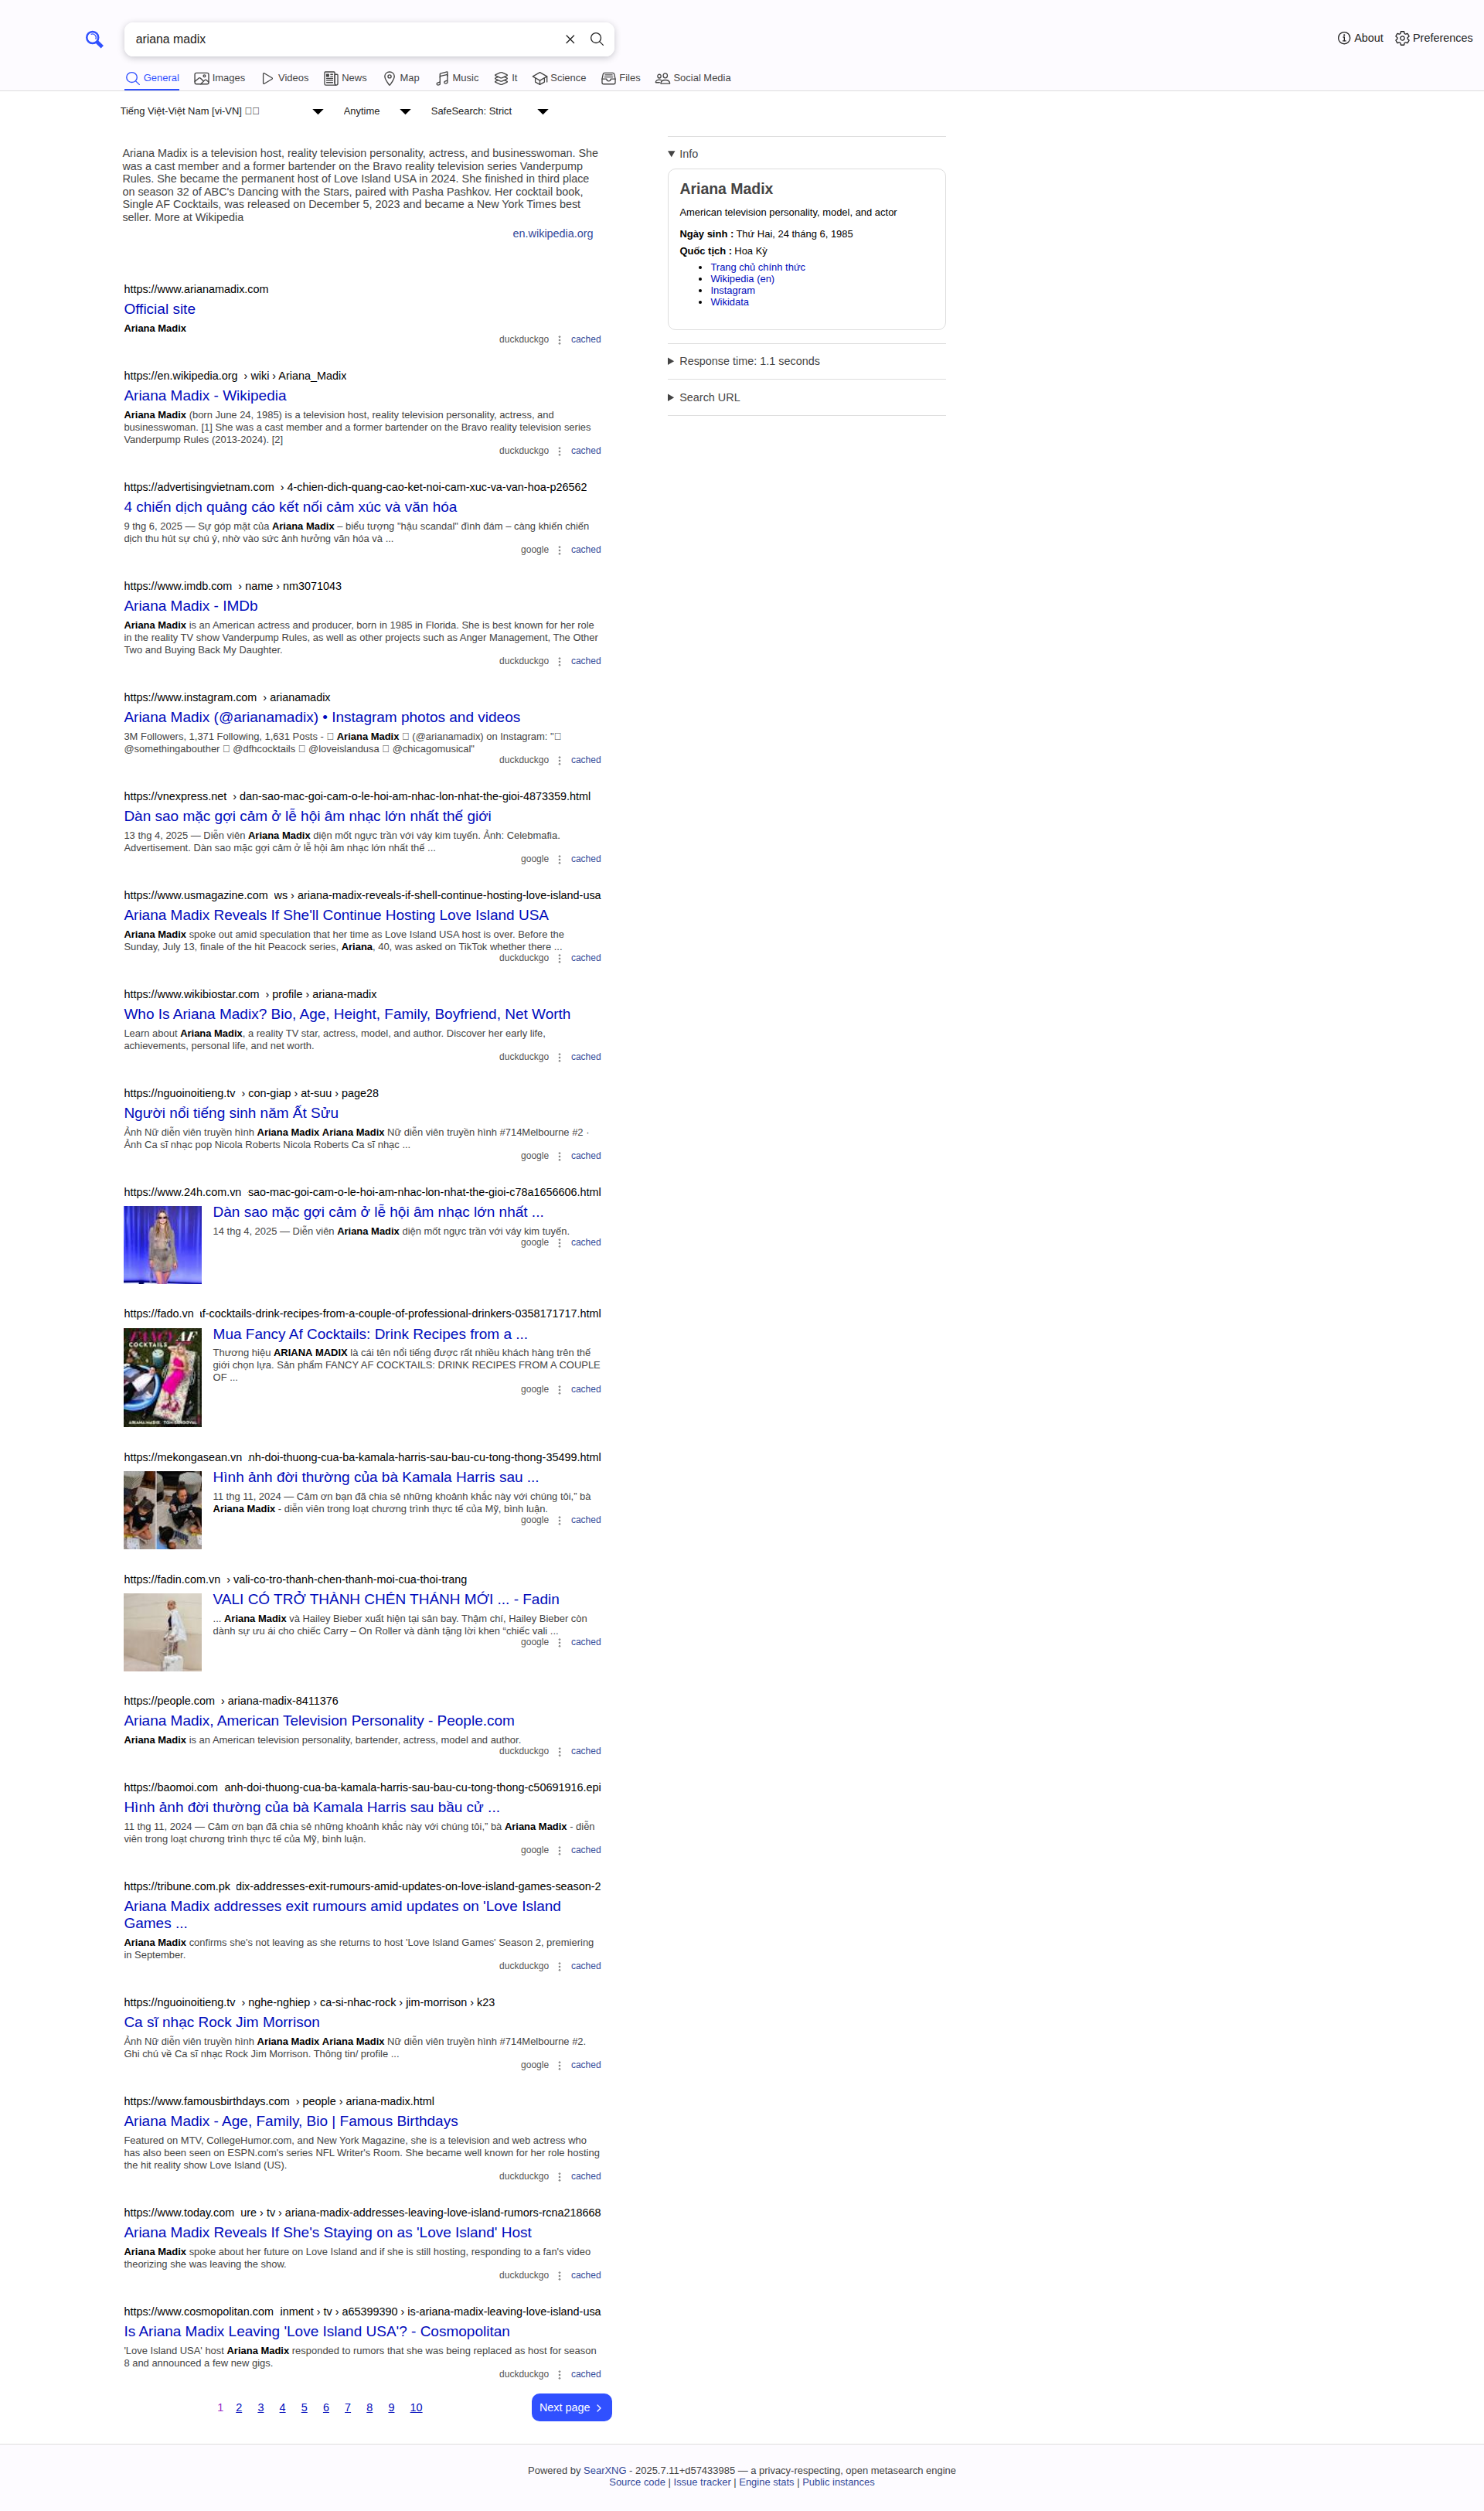 ariana madix
About
Preferences
General
Images
Videos
News
Map
Music
It
Science
Files
Social Media
Tiếng Việt-Việt Nam [vi-VN]
Anytime
SafeSearch: Strict
Ariana Madix is a television host, reality television personality, actress, and businesswoman. She
was a cast member and a former bartender on the Bravo reality television series Vanderpump
Rules. She became the permanent host of Love Island USA in 2024. She finished in third place
on season 32 of ABC's Dancing with the Stars, paired with Pasha Pashkov. Her cocktail book,
Single AF Cocktails, was released on December 5, 2023 and became a New York Times best
seller. More at Wikipedia
en.wikipedia.org
https://www.arianamadix.com
Official site
Ariana Madix
duckduckgo
cached
https://en.wikipedia.org › wiki › Ariana_Madix
Ariana Madix - Wikipedia
Ariana Madix (born June 24, 1985) is a television host, reality television personality, actress, and
businesswoman. [1] She was a cast member and a former bartender on the Bravo reality television series
Vanderpump Rules (2013-2024). [2]
duckduckgo
cached
https://advertisingvietnam.com › 4-chien-dich-quang-cao-ket-noi-cam-xuc-va-van-hoa-p26562
4 chiến dịch quảng cáo kết nối cảm xúc và văn hóa
9 thg 6, 2025 — Sự góp mặt của Ariana Madix – biểu tượng "hậu scandal" đình đám – càng khiến chiến
dịch thu hút sự chú ý, nhờ vào sức ảnh hưởng văn hóa và ...
google
cached
https://www.imdb.com › name › nm3071043
Ariana Madix - IMDb
Ariana Madix is an American actress and producer, born in 1985 in Florida. She is best known for her role
in the reality TV show Vanderpump Rules, as well as other projects such as Anger Management, The Other
Two and Buying Back My Daughter.
duckduckgo
cached
https://www.instagram.com › arianamadix
Ariana Madix (@arianamadix) • Instagram photos and videos
3M Followers, 1,371 Following, 1,631 Posts - Ariana Madix (@arianamadix) on Instagram: "
@somethingabouther @dfhcocktails @loveislandusa @chicagomusical"
duckduckgo
cached
https://vnexpress.net › dan-sao-mac-goi-cam-o-le-hoi-am-nhac-lon-nhat-the-gioi-4873359.html
Dàn sao mặc gợi cảm ở lễ hội âm nhạc lớn nhất thế giới
13 thg 4, 2025 — Diễn viên Ariana Madix diện mốt ngực trần với váy kim tuyến. Ảnh: Celebmafia.
Advertisement. Dàn sao mặc gợi cảm ở lễ hội âm nhạc lớn nhất thế ...
google
cached
https://www.usmagazine.com ws › ariana-madix-reveals-if-shell-continue-hosting-love-island-usa
Ariana Madix Reveals If She'll Continue Hosting Love Island USA
Ariana Madix spoke out amid speculation that her time as Love Island USA host is over. Before the
Sunday, July 13, finale of the hit Peacock series, Ariana, 40, was asked on TikTok whether there ...
duckduckgo
cached
https://www.wikibiostar.com › profile › ariana-madix
Who Is Ariana Madix? Bio, Age, Height, Family, Boyfriend, Net Worth
Learn about Ariana Madix, a reality TV star, actress, model, and author. Discover her early life,
achievements, personal life, and net worth.
duckduckgo
cached
https://nguoinoitieng.tv › con-giap › at-suu › page28
Người nổi tiếng sinh năm Ất Sửu
Ảnh Nữ diễn viên truyền hình Ariana Madix Ariana Madix Nữ diễn viên truyền hình #714Melbourne #2 ·
Ảnh Ca sĩ nhạc pop Nicola Roberts Nicola Roberts Ca sĩ nhạc ...
google
cached
https://www.24h.com.vn sao-mac-goi-cam-o-le-hoi-am-nhac-lon-nhat-the-gioi-c78a1656606.html
Dàn sao mặc gợi cảm ở lễ hội âm nhạc lớn nhất ...
14 thg 4, 2025 — Diễn viên Ariana Madix diện mốt ngực trần với váy kim tuyến.
google
cached
https://fado.vn af-cocktails-drink-recipes-from-a-couple-of-professional-drinkers-0358171717.html
FANCY AF
COCKTAILS
ARIANA MADIX TOM SANDOVAL
Mua Fancy Af Cocktails: Drink Recipes from a ...
Thương hiệu ARIANA MADIX là cái tên nổi tiếng được rất nhiều khách hàng trên thế
giới chọn lựa. Sản phẩm FANCY AF COCKTAILS: DRINK RECIPES FROM A COUPLE
OF ...
google
cached
https://mekongasean.vn nh-doi-thuong-cua-ba-kamala-harris-sau-bau-cu-tong-thong-35499.html
Hình ảnh đời thường của bà Kamala Harris sau ...
11 thg 11, 2024 — Cảm ơn bạn đã chia sẻ những khoảnh khắc này với chúng tôi,” bà
Ariana Madix - diễn viên trong loạt chương trình thực tế của Mỹ, bình luận.
google
cached
https://fadin.com.vn › vali-co-tro-thanh-chen-thanh-moi-cua-thoi-trang
VALI CÓ TRỞ THÀNH CHÉN THÁNH MỚI ... - Fadin
... Ariana Madix và Hailey Bieber xuất hiện tại sân bay. Thậm chí, Hailey Bieber còn
dành sự ưu ái cho chiếc Carry – On Roller và dành tặng lời khen “chiếc vali ...
google
cached
https://people.com › ariana-madix-8411376
Ariana Madix, American Television Personality - People.com
Ariana Madix is an American television personality, bartender, actress, model and author.
duckduckgo
cached
https://baomoi.com anh-doi-thuong-cua-ba-kamala-harris-sau-bau-cu-tong-thong-c50691916.epi
Hình ảnh đời thường của bà Kamala Harris sau bầu cử ...
11 thg 11, 2024 — Cảm ơn bạn đã chia sẻ những khoảnh khắc này với chúng tôi,” bà Ariana Madix - diễn
viên trong loạt chương trình thực tế của Mỹ, bình luận.
google
cached
https://tribune.com.pk dix-addresses-exit-rumours-amid-updates-on-love-island-games-season-2
Ariana Madix addresses exit rumours amid updates on 'Love Island
Games ...
Ariana Madix confirms she's not leaving as she returns to host 'Love Island Games' Season 2, premiering
in September.
duckduckgo
cached
https://nguoinoitieng.tv › nghe-nghiep › ca-si-nhac-rock › jim-morrison › k23
Ca sĩ nhạc Rock Jim Morrison
Ảnh Nữ diễn viên truyền hình Ariana Madix Ariana Madix Nữ diễn viên truyền hình #714Melbourne #2.
Ghi chú về Ca sĩ nhạc Rock Jim Morrison. Thông tin/ profile ...
google
cached
https://www.famousbirthdays.com › people › ariana-madix.html
Ariana Madix - Age, Family, Bio | Famous Birthdays
Featured on MTV, CollegeHumor.com, and New York Magazine, she is a television and web actress who
has also been seen on ESPN.com's series NFL Writer's Room. She became well known for her role hosting
the hit reality show Love Island (US).
duckduckgo
cached
https://www.today.com ure › tv › ariana-madix-addresses-leaving-love-island-rumors-rcna218668
Ariana Madix Reveals If She's Staying on as 'Love Island' Host
Ariana Madix spoke about her future on Love Island and if she is still hosting, responding to a fan's video
theorizing she was leaving the show.
duckduckgo
cached
https://www.cosmopolitan.com inment › tv › a65399390 › is-ariana-madix-leaving-love-island-usa
Is Ariana Madix Leaving 'Love Island USA'? - Cosmopolitan
'Love Island USA' host Ariana Madix responded to rumors that she was being replaced as host for season
8 and announced a few new gigs.
duckduckgo
cached
1 2 3 4 5 6 7 8 9 10
Next page
Info
Ariana Madix
American television personality, model, and actor
Ngày sinh : Thứ Hai, 24 tháng 6, 1985
Quốc tịch : Hoa Kỳ
Trang chủ chính thức
Wikipedia (en)
Instagram
Wikidata
Response time: 1.1 seconds
Search URL
Powered by SearXNG - 2025.7.11+d57433985 — a privacy-respecting, open metasearch engine
Source code | Issue tracker | Engine stats | Public instances